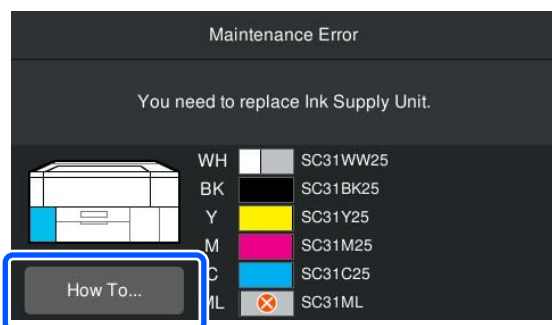 Maintenance Error
You need to replace Ink Supply Unit.
WH SC31WW25
BK SC31BK25
Y SC31Y25
M SC31M25
C SC31C25
ML SC31ML
How To...